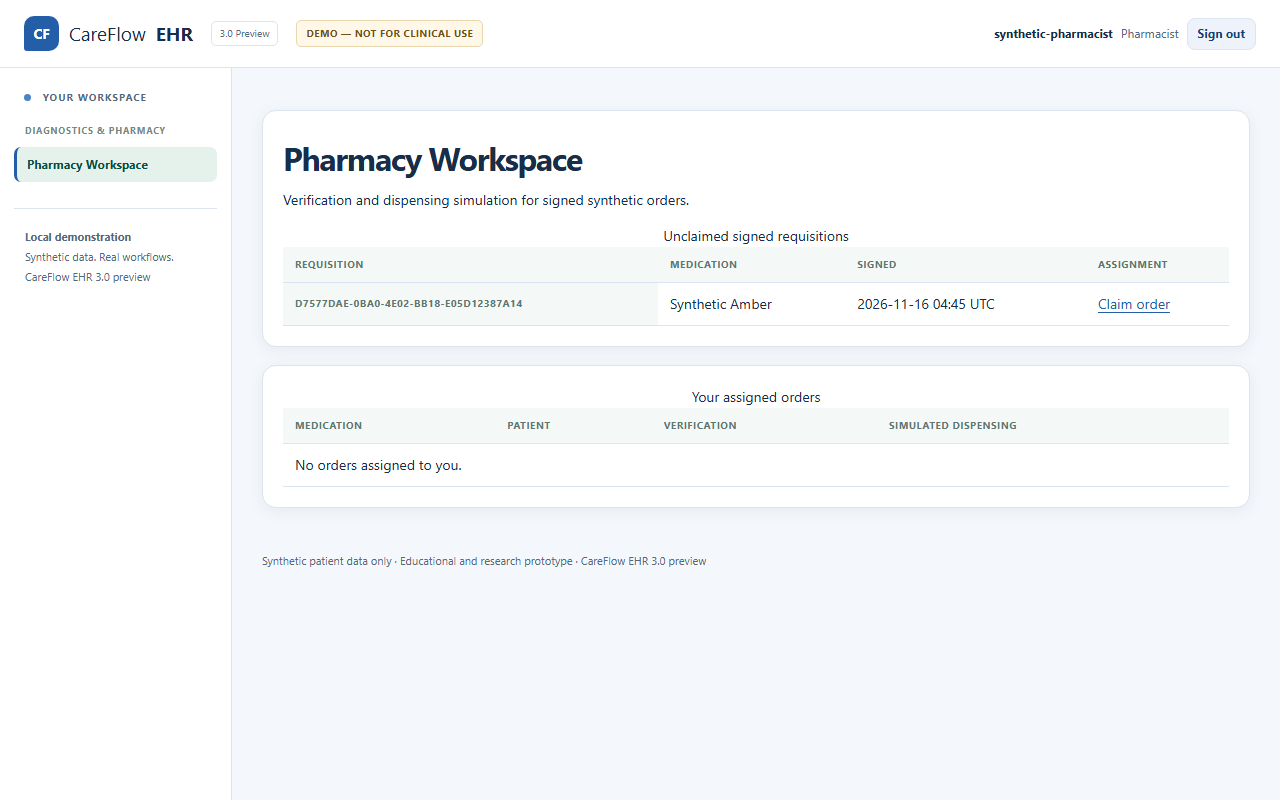 CF CareFlow EHR 3.0 Preview DEMO — NOT FOR CLINICAL USE synthetic-pharmacist Pharmacist Sign out
YOUR WORKSPACE
DIAGNOSTICS & PHARMACY
Pharmacy Workspace
Local demonstration
Synthetic data. Real workflows.
CareFlow EHR 3.0 preview
Pharmacy Workspace
Verification and dispensing simulation for signed synthetic orders.
Unclaimed signed requisitions
REQUISITION MEDICATION SIGNED ASSIGNMENT
D7577DAE-0BA0-4E02-BB18-E05D12387A14 Synthetic Amber 2026-11-16 04:45 UTC Claim order
Your assigned orders
MEDICATION PATIENT VERIFICATION SIMULATED DISPENSING
No orders assigned to you.
Synthetic patient data only · Educational and research prototype · CareFlow EHR 3.0 preview